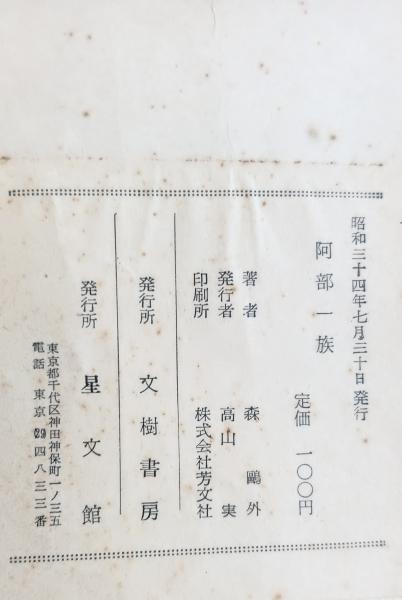 昭和三十四年七月三十日発行
阿部一族
定価 一〇〇円
著者 森鷗外
発行者 高山実
印刷所 株式会社芳文社
発行所 文樹書房
発行所 星文館
東京都千代田区神田神保町一ノ三五
電話 東京(29)四八三三番